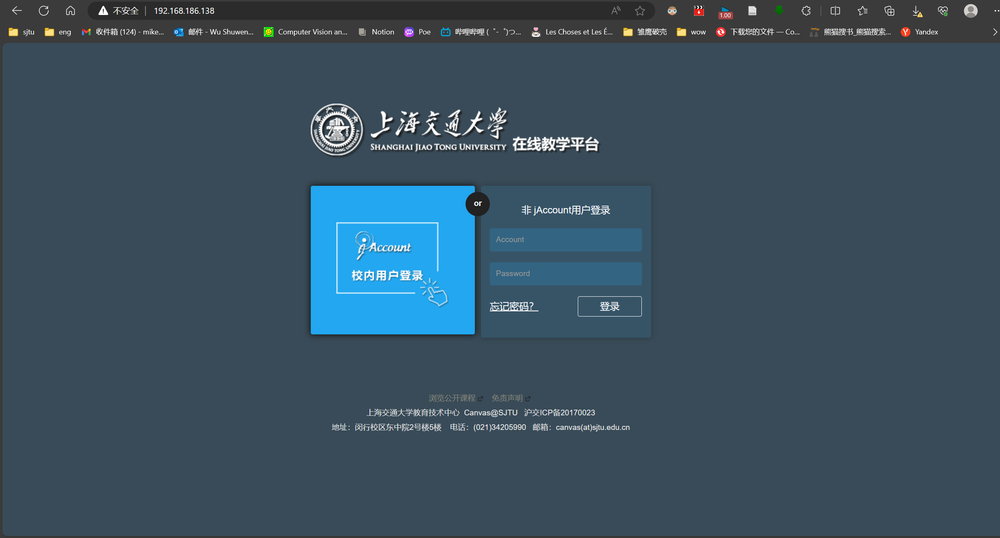 不安全 192.168.186.138
1.00
sjtu eng 收件箱 (124) - mike... 邮件 - Wu Shuwen... Computer Vision an... Notion Poe 哔哩哔哩 (゜-゜)つ... Les Choses et Les É... 雏鹰破壳 wow 下载您的文件 — Co... 熊猫搜书_熊猫搜索... Yandex
上海交通大學
SHANGHAI JIAO TONG UNIVERSITY 在线教学平台
SHANGHAI JIAO TONG UNIVERSITY
1896
or
非 jAccount用户登录
jAccount
校内用户登录
Account
Password
忘记密码？
登录
浏览公开课程 免责声明
上海交通大学教育技术中心 Canvas@SJTU 沪交ICP备20170023
地址：闵行校区东中院2号楼5楼 电话：(021)34205990 邮箱：canvas(at)sjtu.edu.cn